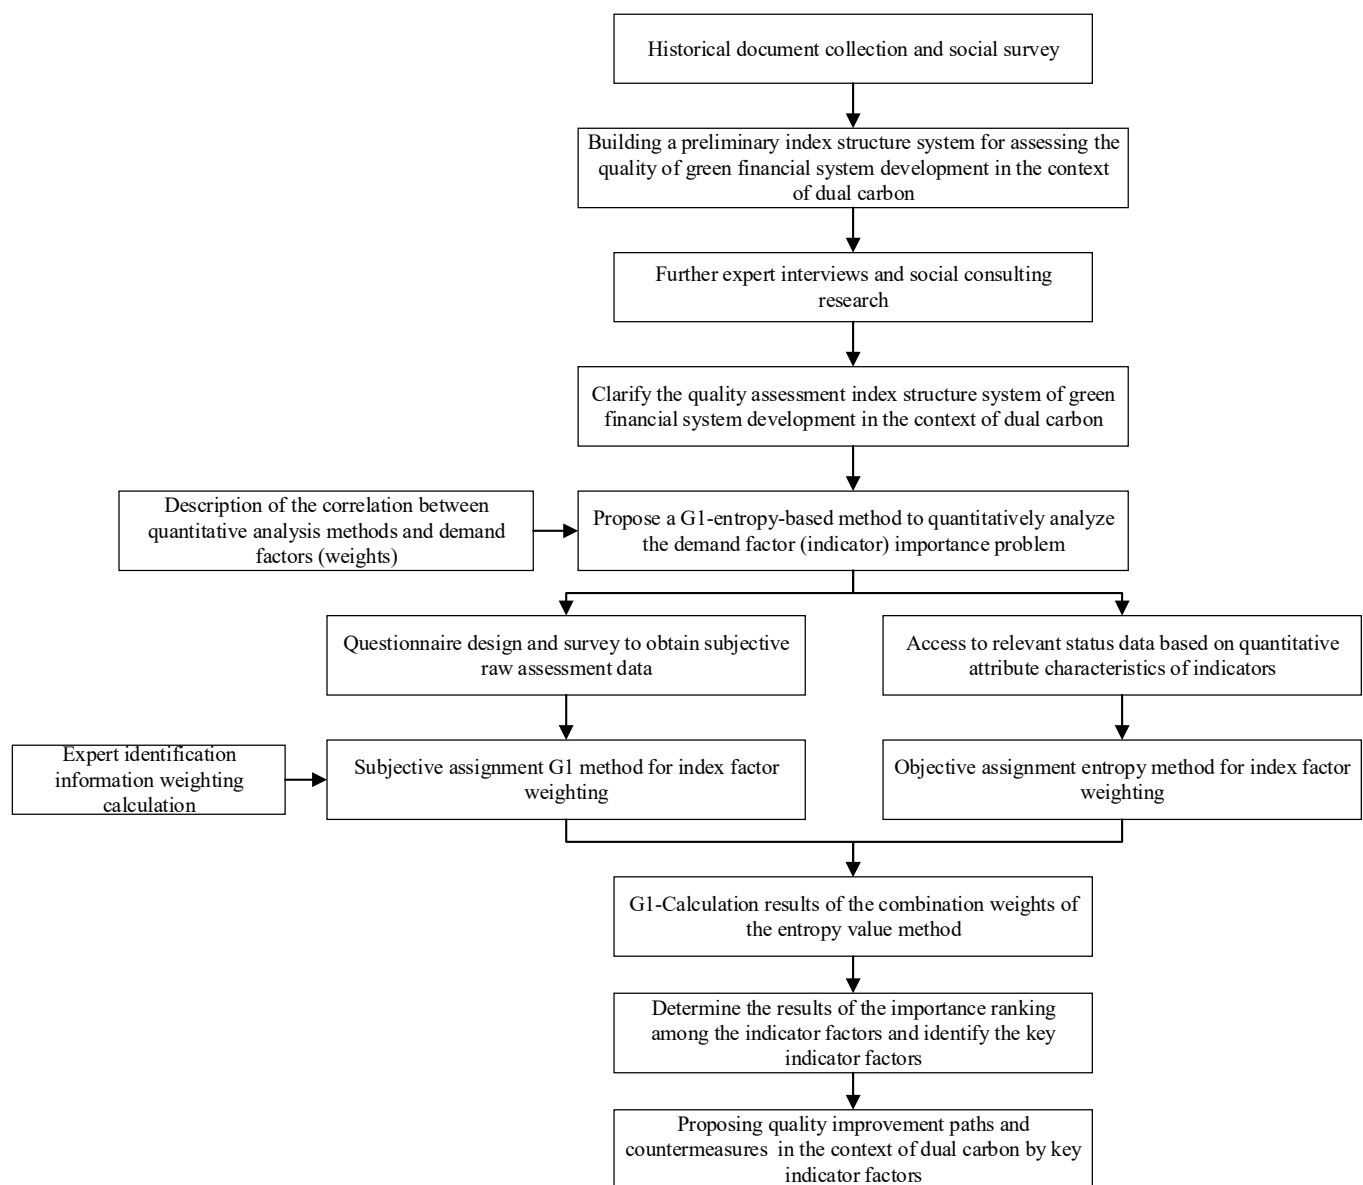 Historical document collection and social survey
Building a preliminary index structure system for assessing the
quality of green financial system development in the context
of dual carbon
Further expert interviews and social consulting
research
Clarify the quality assessment index structure system of green
financial system development in the context of dual carbon
Description of the correlation between
quantitative analysis methods and demand
factors (weights)
Propose a G1-entropy-based method to quantitatively analyze
the demand factor (indicator) importance problem
Questionnaire design and survey to obtain subjective
raw assessment data
Access to relevant status data based on quantitative
attribute characteristics of indicators
Expert identification
information weighting
calculation
Subjective assignment G1 method for index factor
weighting
Objective assignment entropy method for index factor
weighting
G1-Calculation results of the combination weights of
the entropy value method
Determine the results of the importance ranking
among the indicator factors and identify the key
indicator factors
Proposing quality improvement paths and
countermeasures in the context of dual carbon by key
indicator factors